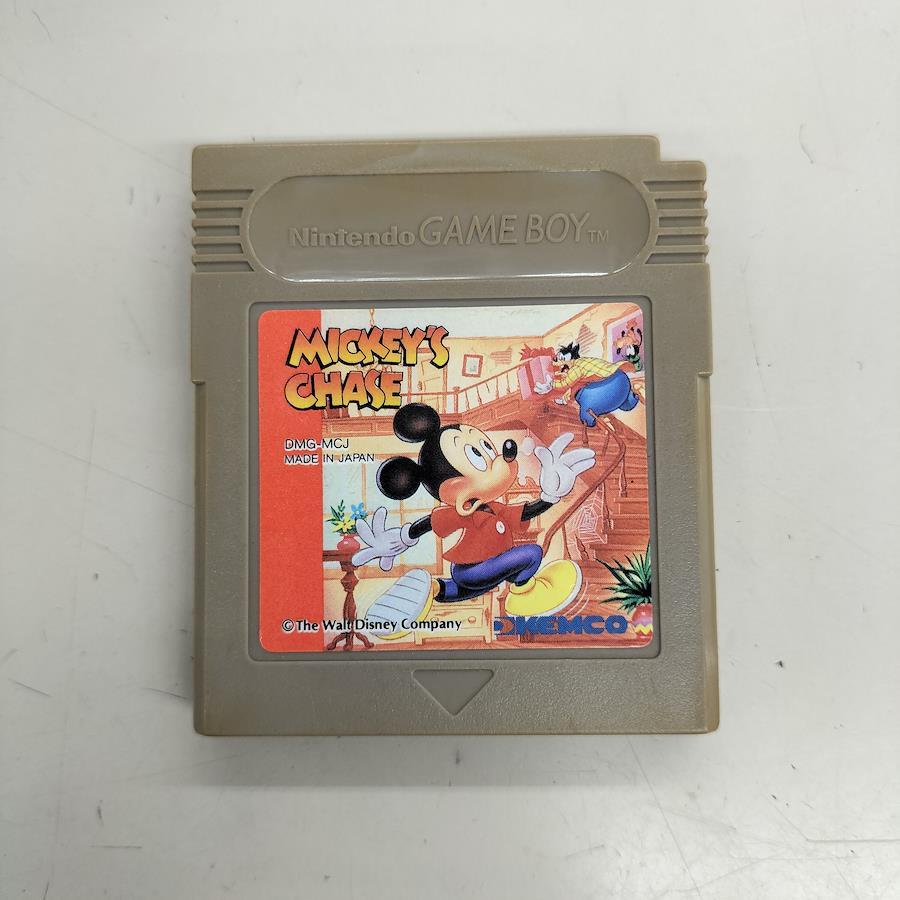 Nintendo GAME BOY™
MICKEY'S
CHASE
DMG-MCJ
MADE IN JAPAN
© The Walt Disney Company
KEMCO